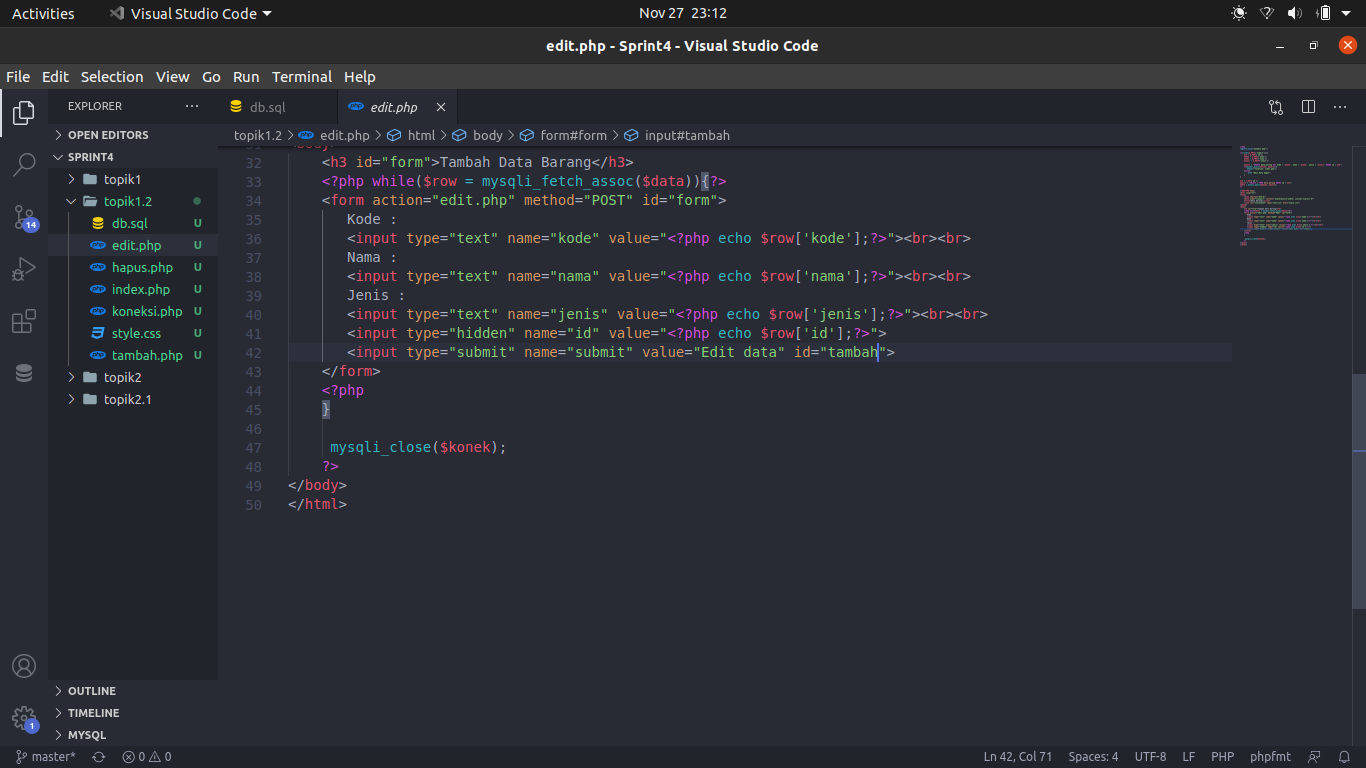 Activities Visual Studio Code Nov 27 23:12
edit.php - Sprint4 - Visual Studio Code
File Edit Selection View Go Run Terminal Help
EXPLORER ...
OPEN EDITORS
SPRINT4
topik1
topik1.2
db.sql U
edit.php U
hapus.php U
index.php U
koneksi.php U
style.css U
tambah.php U
topik2
topik2.1
OUTLINE
TIMELINE
MYSQL
14
1
db.sql edit.php
topik1.2 > edit.php > html > body > form#form > input#tambah
31 <body>
32 <h3 id="form">Tambah Data Barang</h3>
33 <?php while($row = mysqli_fetch_assoc($data)){?>
34 <form action="edit.php" method="POST" id="form">
35 Kode :
36 <input type="text" name="kode" value="<?php echo $row['kode'];?>"><br><br>
37 Nama :
38 <input type="text" name="nama" value="<?php echo $row['nama'];?>"><br><br>
39 Jenis :
40 <input type="text" name="jenis" value="<?php echo $row['jenis'];?>"><br><br>
41 <input type="hidden" name="id" value="<?php echo $row['id'];?>">
42 <input type="submit" name="submit" value="Edit data" id="tambah">
43 </form>
44 <?php
45 }
46
47 mysqli_close($konek);
48 ?>
49 </body>
50 </html>
master* 0 0 Ln 42, Col 71 Spaces: 4 UTF-8 LF PHP phpfmt